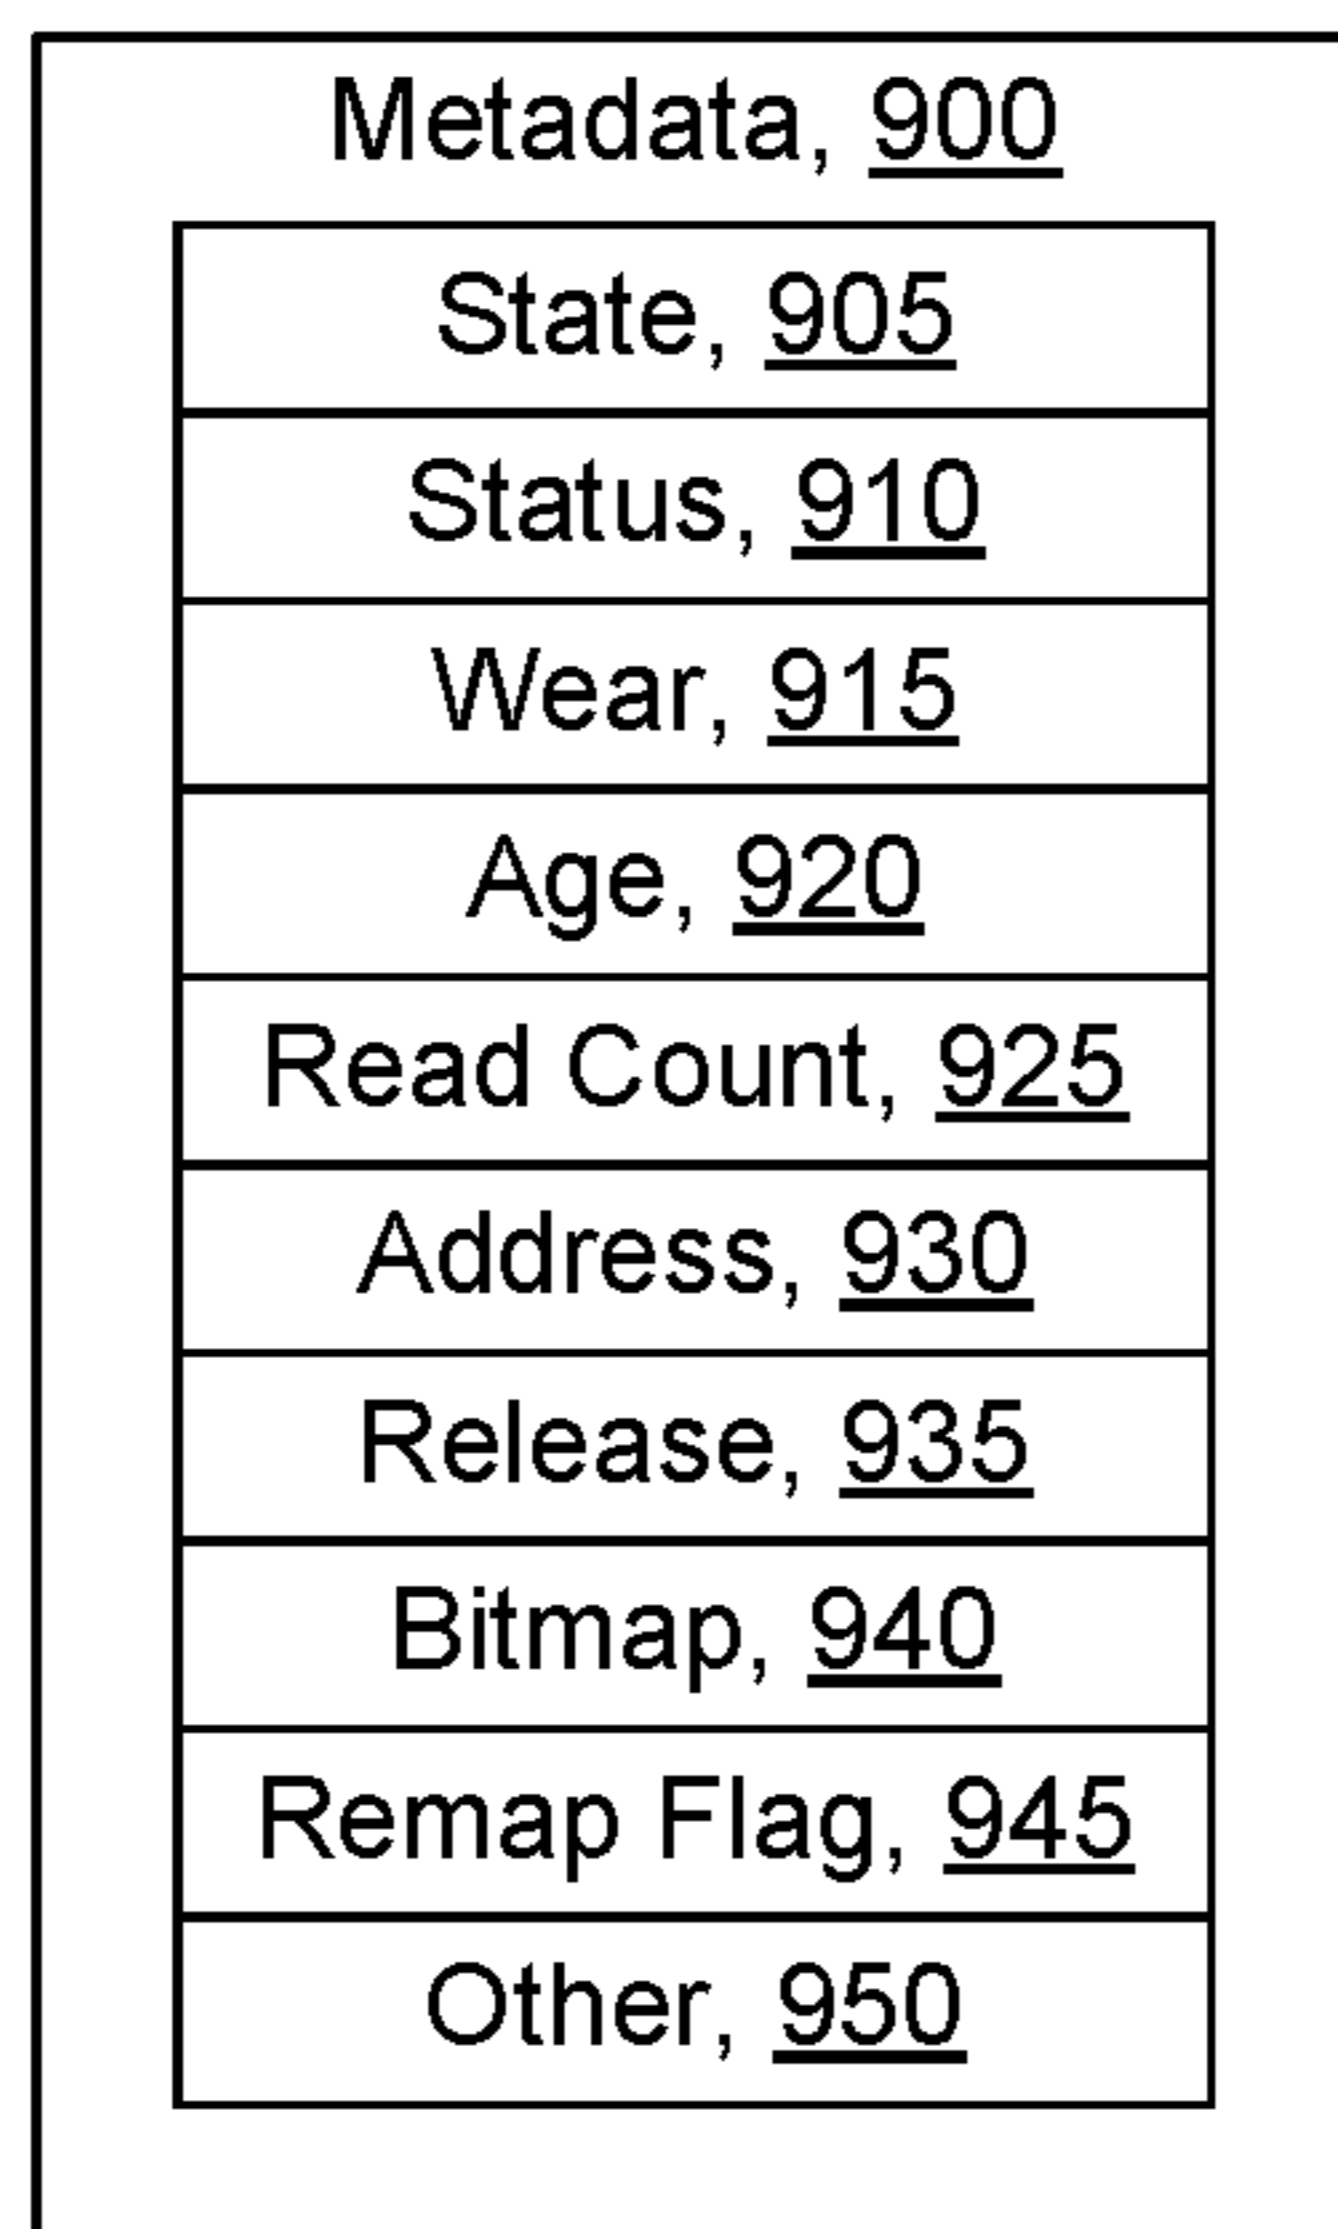 Metadata, 900
State, 905
Status, 910
Wear, 915
Age, 920
Read Count, 925
Address, 930
Release, 935
Bitmap, 940
Remap Flag, 945
Other, 950